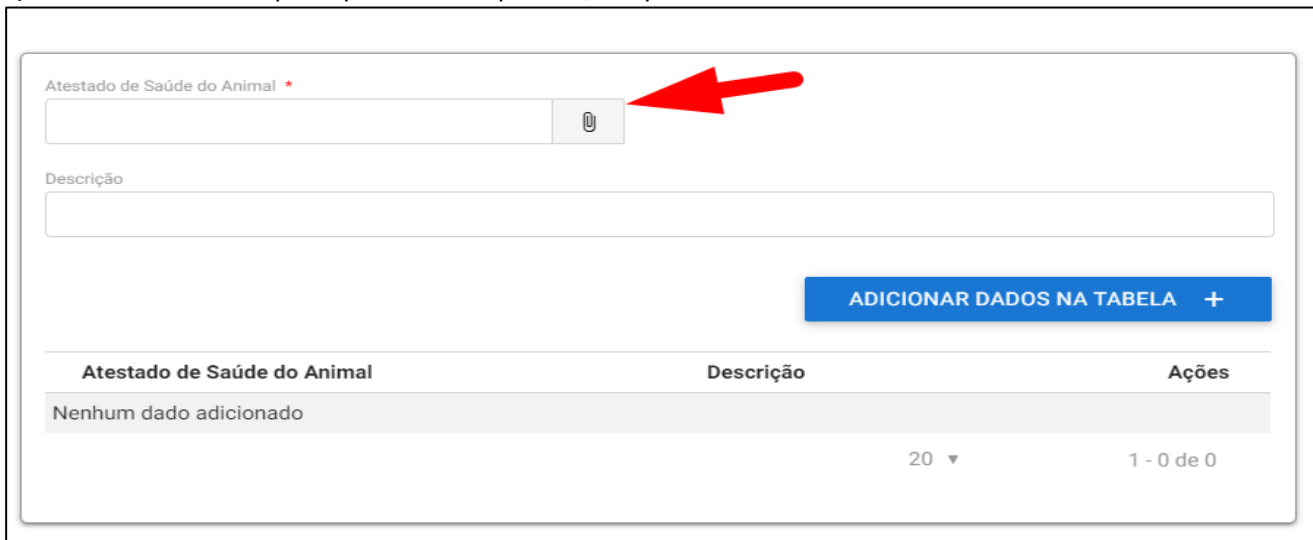 Atestado de Saúde do Animal *
Descrição
ADICIONAR DADOS NA TABELA +
Atestado de Saúde do Animal Descrição Ações
Nenhum dado adicionado
20 ▼ 1 - 0 de 0